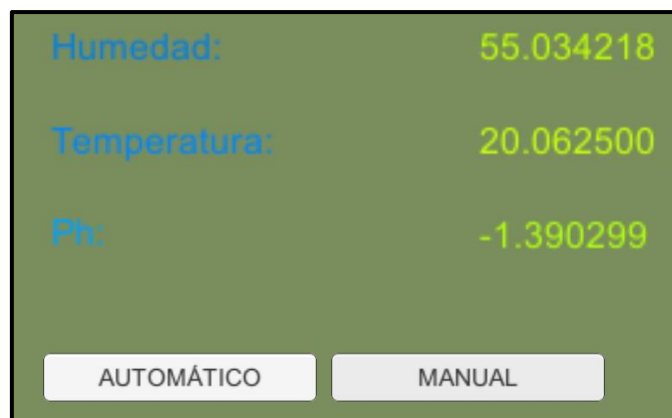 Humedad: 55.034218
Temperatura: 20.062500
Ph: -1.390299
AUTOMÁTICO MANUAL